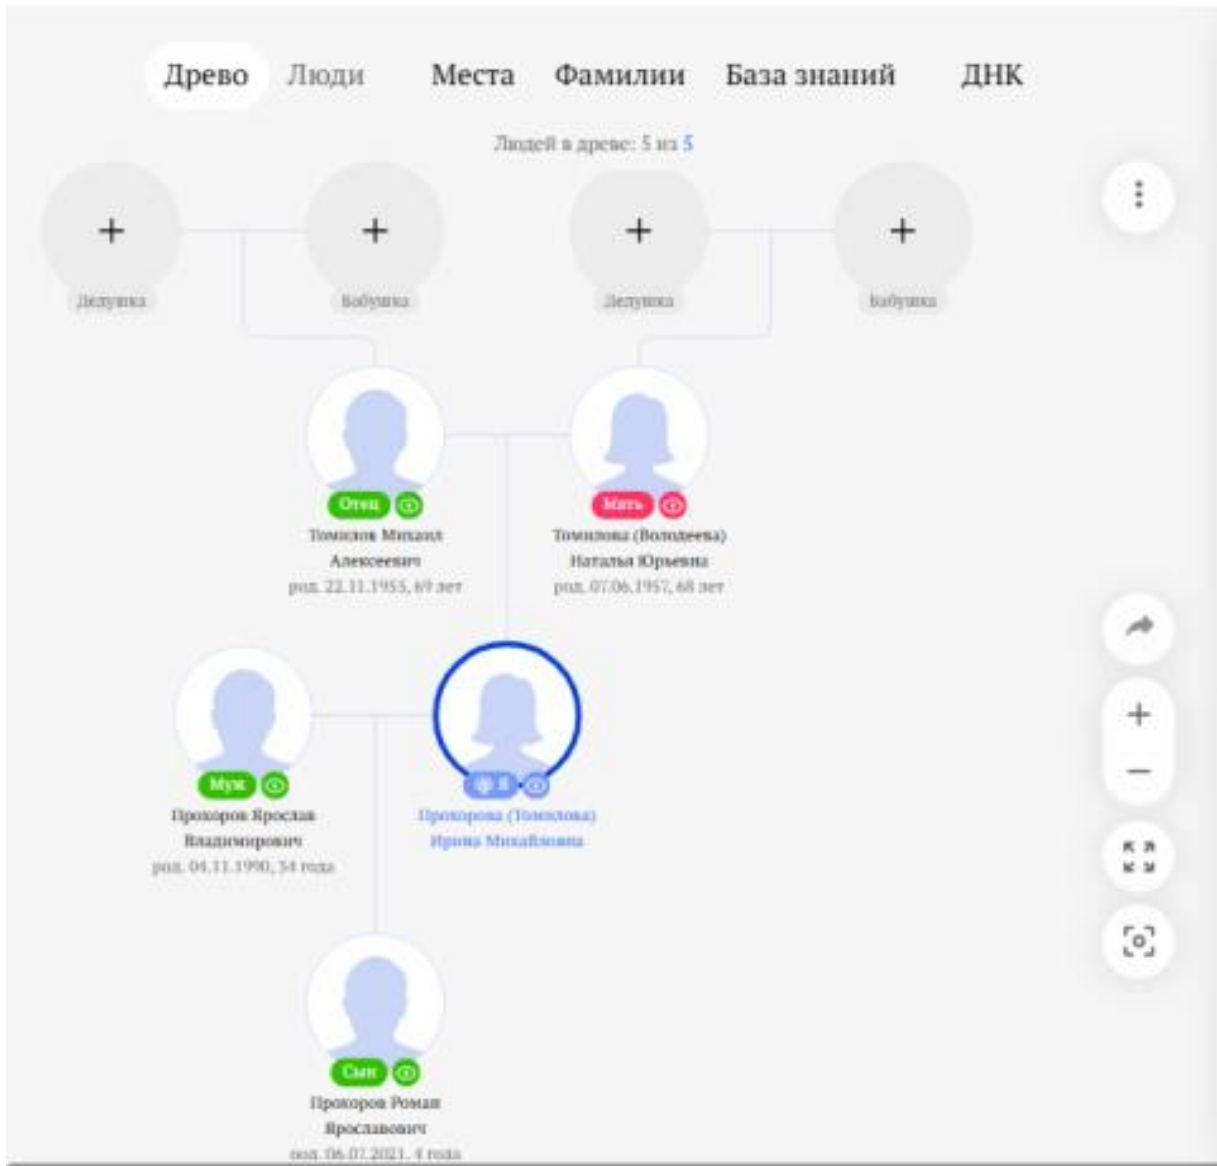 Древо Люди Места Фамилии База знаний ДНК
Людей в древе: 5 из 5
Дедушка Бабушка Дедушка Бабушка
Отец Мать
Томилов Михаил
Алексеевич
род. 22.11.1955, 69 лет
Томилова (Володеева)
Наталья Юрьевна
род. 07.06.1957, 68 лет
Муж Я
Прохоров Ярослав
Владимирович
род. 04.11.1990, 34 года
Прохорова (Томилова)
Ирина Михайловна
Сын
Прохоров Роман
Ярославович
род. 06.07.2021, 4 года